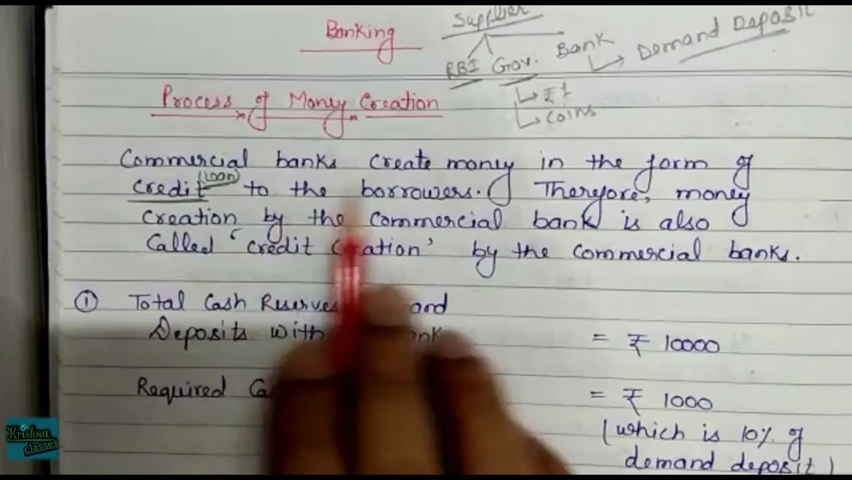 Banking
Supplier
RBI Gov. Bank
Demand Deposit
₹1
Coins
Process of Money Creation
Commercial banks create money in the form of
(loan)
credit to the borrowers. Therefore, money
creation by the commercial bank is also
Called 'credit creation' by the commercial banks.
① Total Cash Reserves
Deposits with = ₹ 10000
Required = ₹ 1000
(which is 10% of
demand deposit)
Krishna
classes